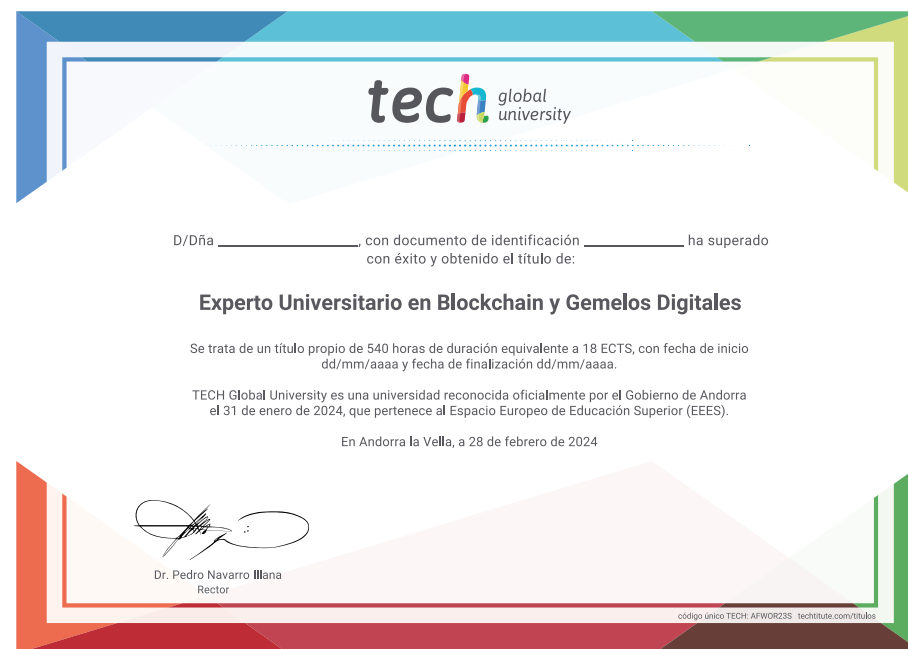 tech global university
D/Dña ______________, con documento de identificación __________ ha superado
con éxito y obtenido el título de:
Experto Universitario en Blockchain y Gemelos Digitales
Se trata de un título propio de 540 horas de duración equivalente a 18 ECTS, con fecha de inicio
dd/mm/aaaa y fecha de finalización dd/mm/aaaa.
TECH Global University es una universidad reconocida oficialmente por el Gobierno de Andorra
el 31 de enero de 2024, que pertenece al Espacio Europeo de Educación Superior (EEES).
En Andorra la Vella, a 28 de febrero de 2024
Dr. Pedro Navarro Illana
Rector
código único TECH: AFWOR23S techtitute.com/titulos